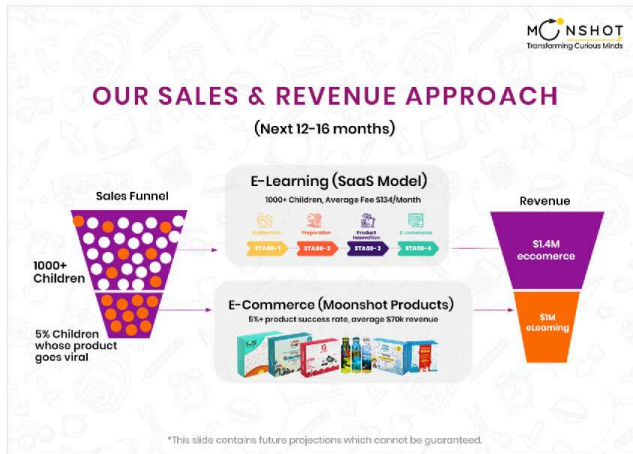 MOONSHOT
Transforming Curious Minds
OUR SALES & REVENUE APPROACH
(Next 12-16 months)
Sales Funnel
1000+
Children
5% Children
whose product
goes viral
E-Learning (SaaS Model)
1000+ Children, Average Fee $134/Month
Exploration
Preparation
Product
Innovation
E-commerce
STAGE-1
STAGE-2
STAGE-3
STAGE-4
E-Commerce (Moonshot Products)
5%+ product success rate, average $70k revenue
Revenue
$1.4M
eccomerce
$1M
eLearning
*This slide contains future projections which cannot be guaranteed.